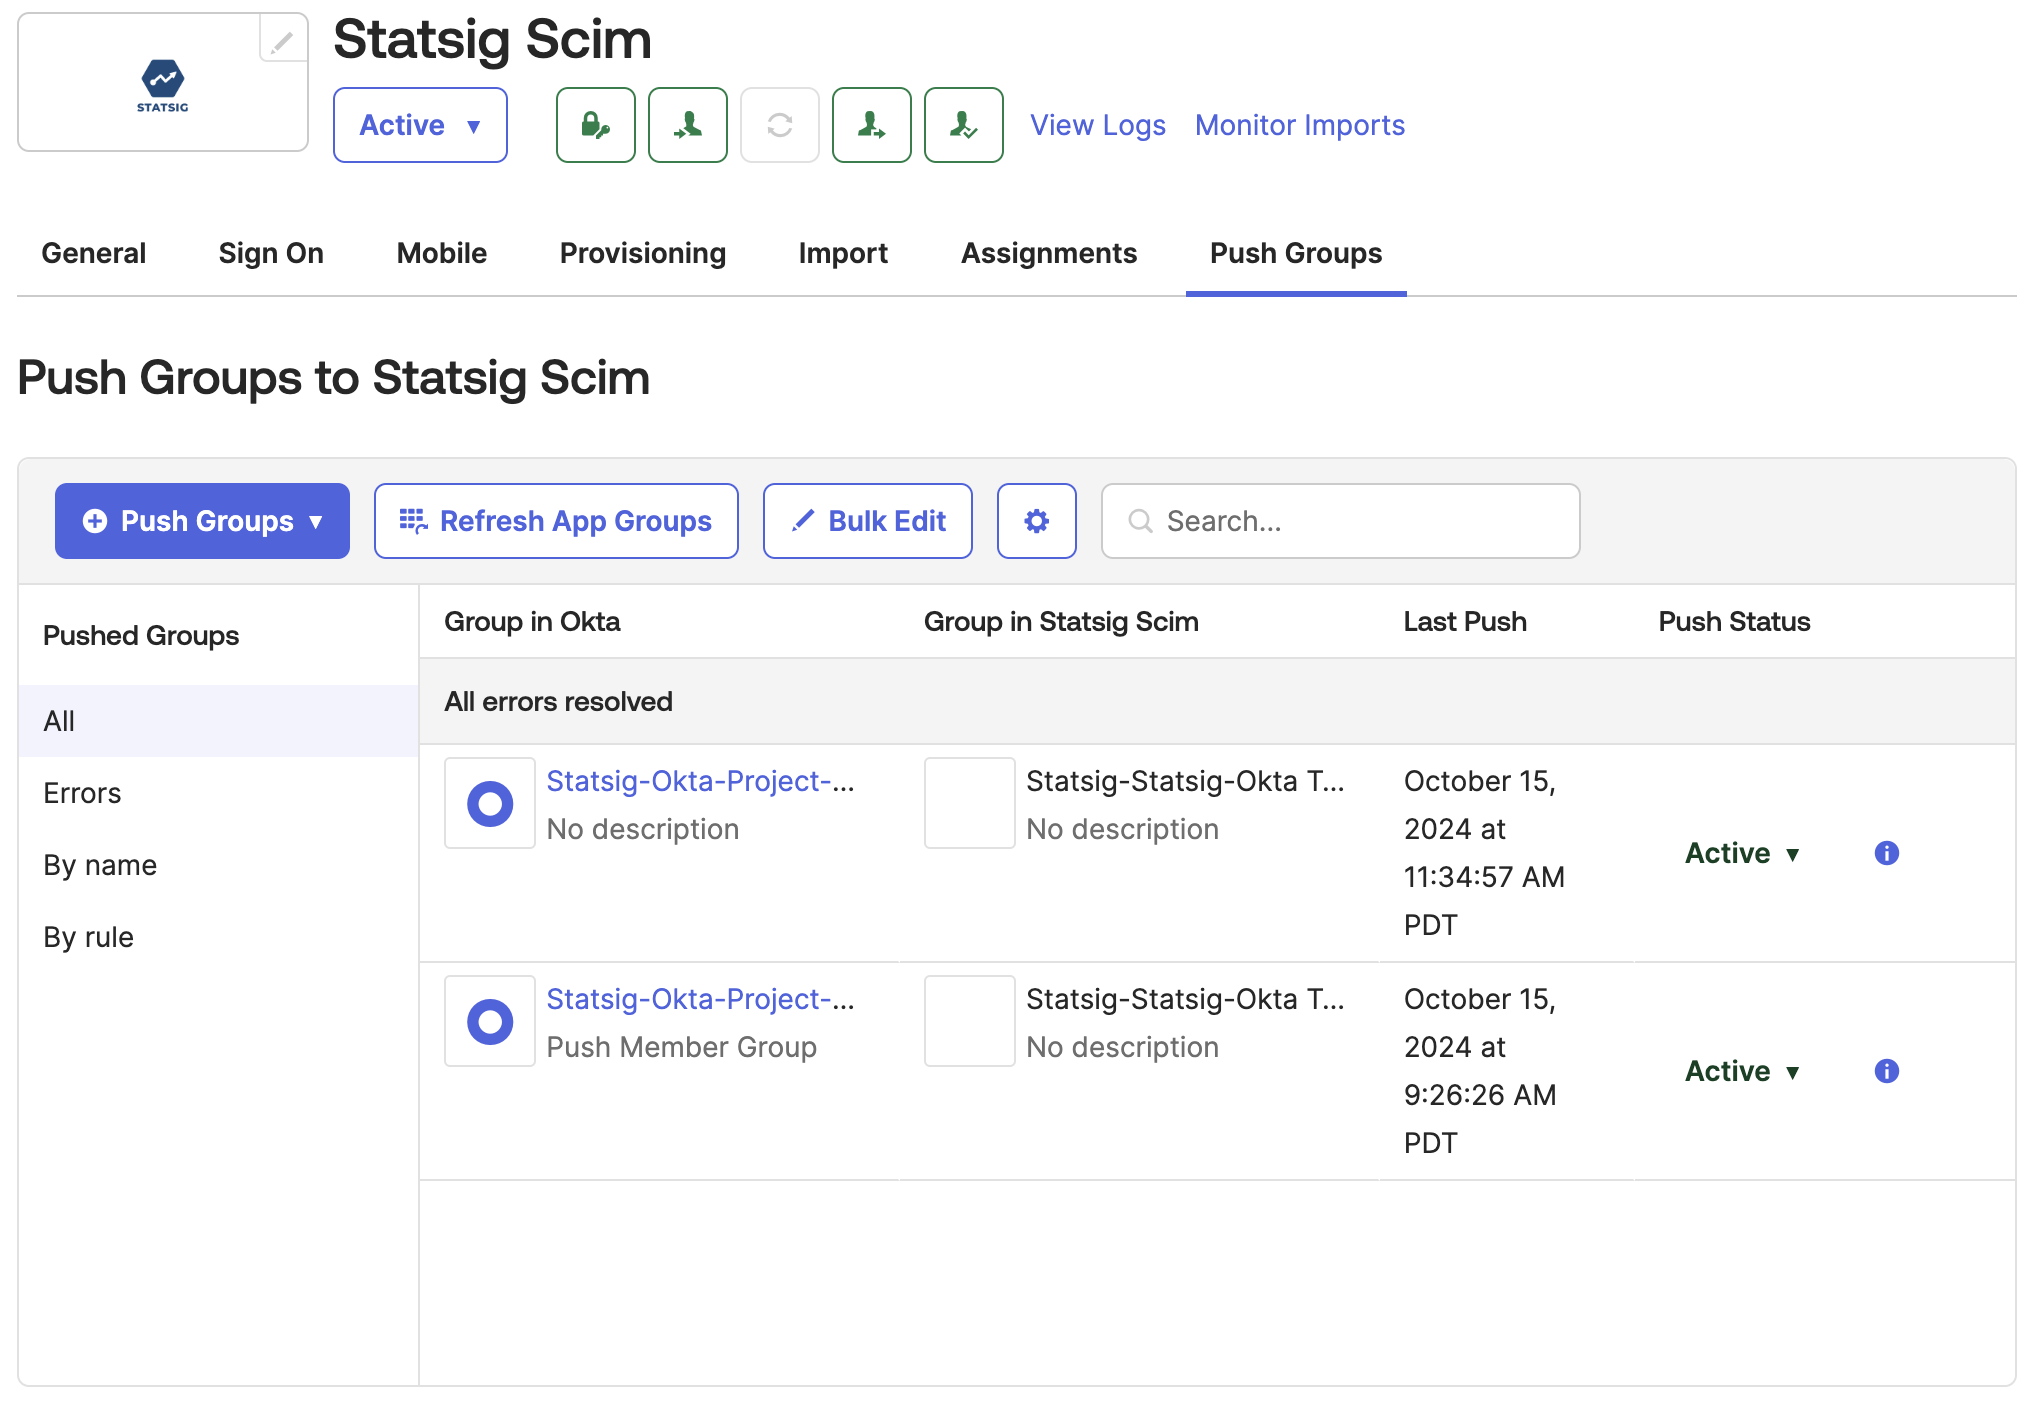 STATSIG
Statsig Scim
Active
View Logs
Monitor Imports
General
Sign On
Mobile
Provisioning
Import
Assignments
Push Groups
Push Groups to Statsig Scim
Push Groups
Refresh App Groups
Bulk Edit
Search...
Pushed Groups
All
Errors
By name
By rule
Group in Okta
Group in Statsig Scim
Last Push
Push Status
All errors resolved
Statsig-Okta-Project-...
No description
Statsig-Statsig-Okta T...
No description
October 15,
2024 at
11:34:57 AM
PDT
Active
Statsig-Okta-Project-...
Push Member Group
Statsig-Statsig-Okta T...
No description
October 15,
2024 at
9:26:26 AM
PDT
Active